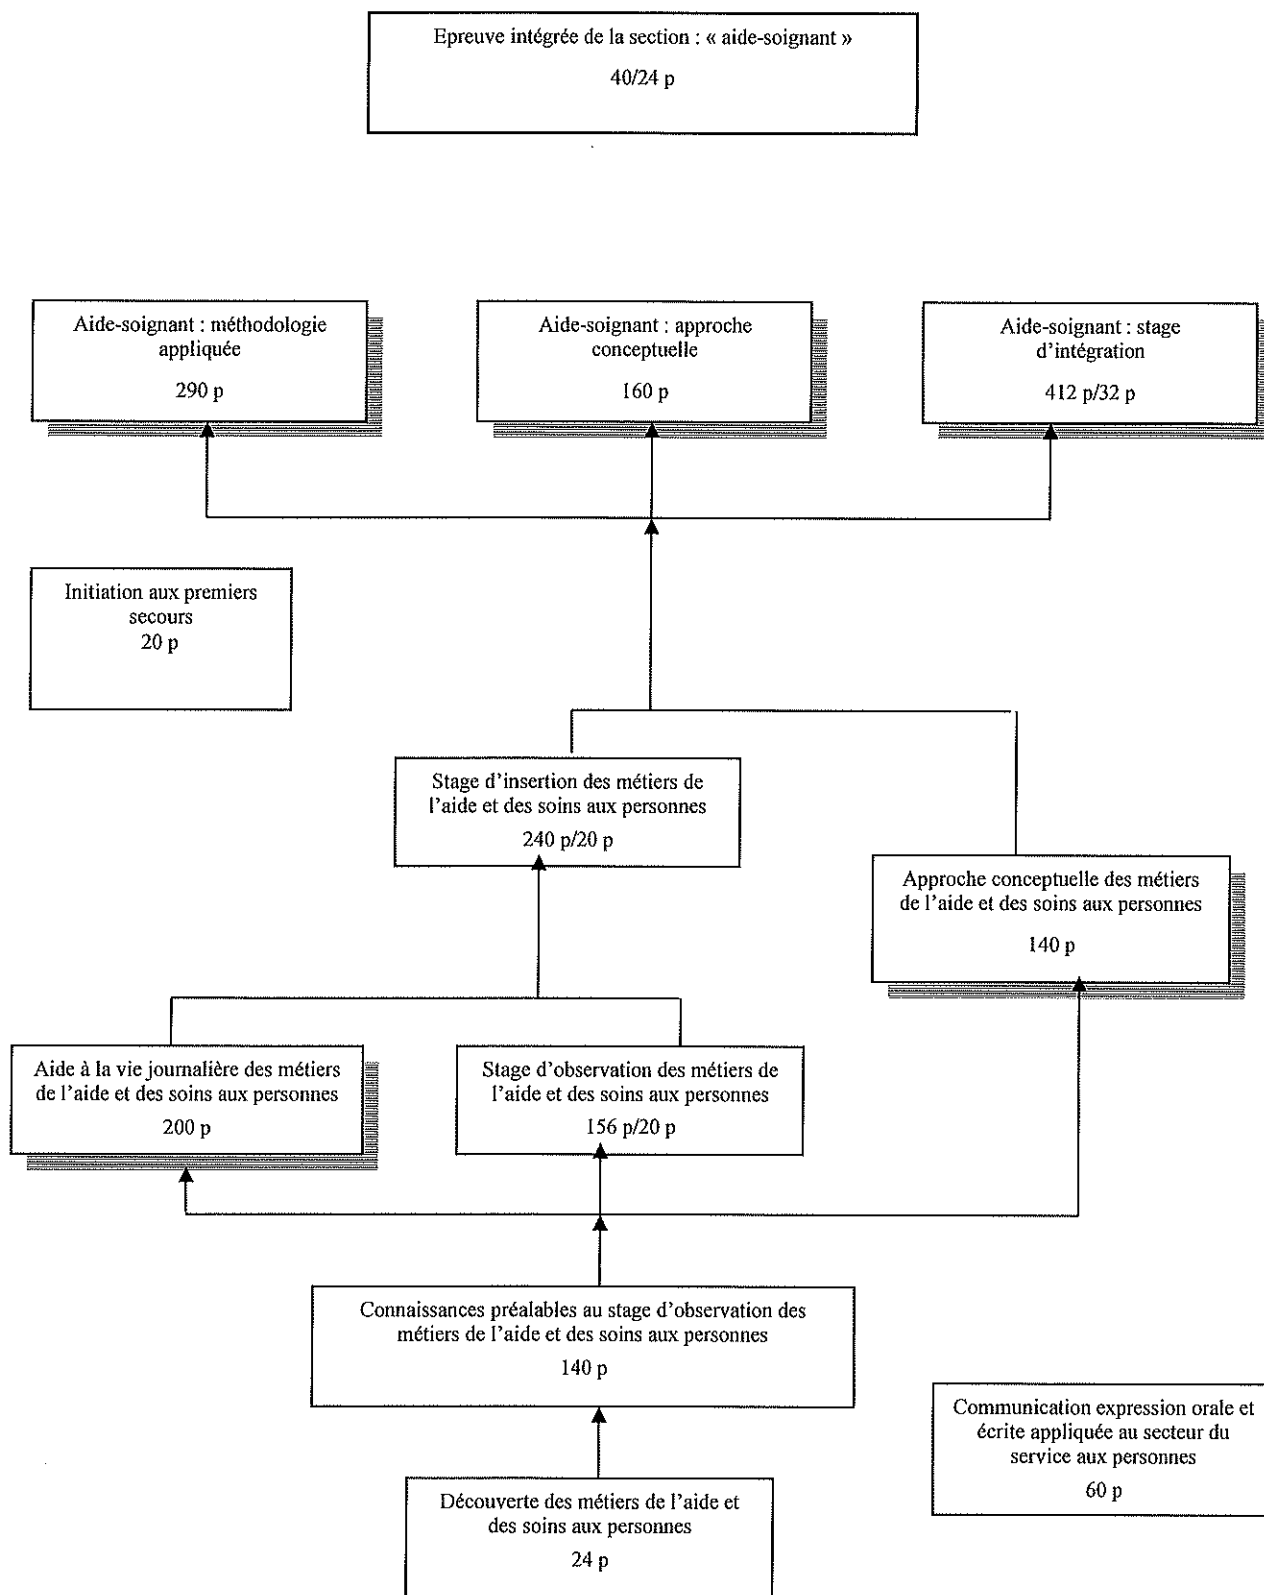 Epreuve intégrée de la section : « aide-soignant »
40/24 p
Aide-soignant : méthodologie
appliquée
290 p
Aide-soignant : approche
conceptuelle
160 p
Aide-soignant : stage
d’intégration
412 p/32 p
Initiation aux premiers
secours
20 p
Stage d’insertion des métiers de
l’aide et des soins aux personnes
240 p/20 p
Approche conceptuelle des métiers
de l’aide et des soins aux personnes
140 p
Aide à la vie journalière des métiers
de l’aide et des soins aux personnes
200 p
Stage d’observation des métiers de
l’aide et des soins aux personnes
156 p/20 p
Connaissances préalables au stage d’observation des
métiers de l’aide et des soins aux personnes
140 p
Communication expression orale et
écrite appliquée au secteur du
service aux personnes
60 p
Découverte des métiers de l’aide et
des soins aux personnes
24 p